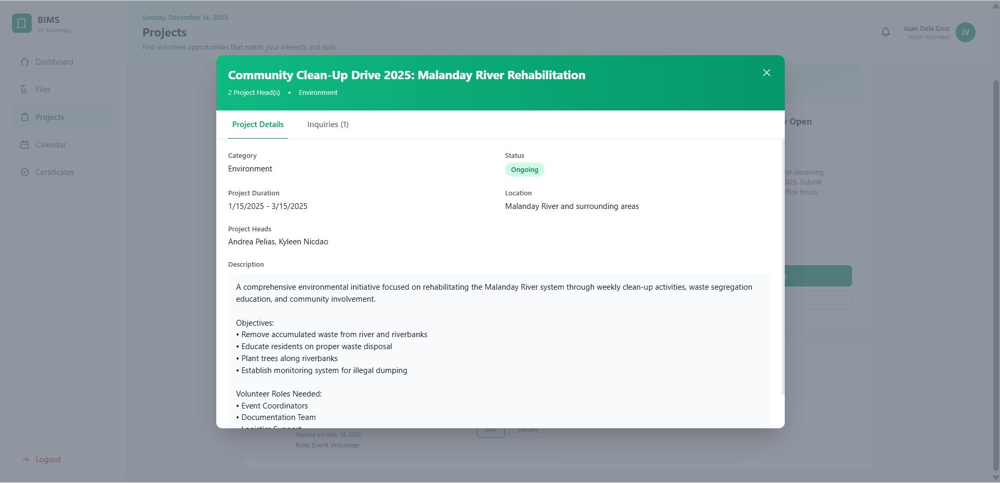 BIMS
SK Malanday
Dashboard
Files
Projects
Calendar
Certificates
Logout
Sunday, December 14, 2025
Projects
Find volunteer opportunities that match your interests and skills
Juan Dela Cruz
Youth Volunteer
JV
Community Clean-Up Drive 2025: Malanday River Rehabilitation
2 Project Head(s) • Environment
Project Details
Inquiries (1)
Category
Environment
Status
Ongoing
Project Duration
1/15/2025 - 3/15/2025
Location
Malanday River and surrounding areas
Project Heads
Andrea Pelias, Kyleen Nicdao
Description
A comprehensive environmental initiative focused on rehabilitating the Malanday River system through weekly clean-up activities, waste segregation
education, and community involvement.
Objectives:
• Remove accumulated waste from river and riverbanks
• Educate residents on proper waste disposal
• Plant trees along riverbanks
• Establish monitoring system for illegal dumping
Volunteer Roles Needed:
• Event Coordinators
• Documentation Team
• Logistics Support
Open
for deserving
2025. Submit
office hours.
Applied on: Nov 10, 2025
Role: Event Volunteer
Edit
Details